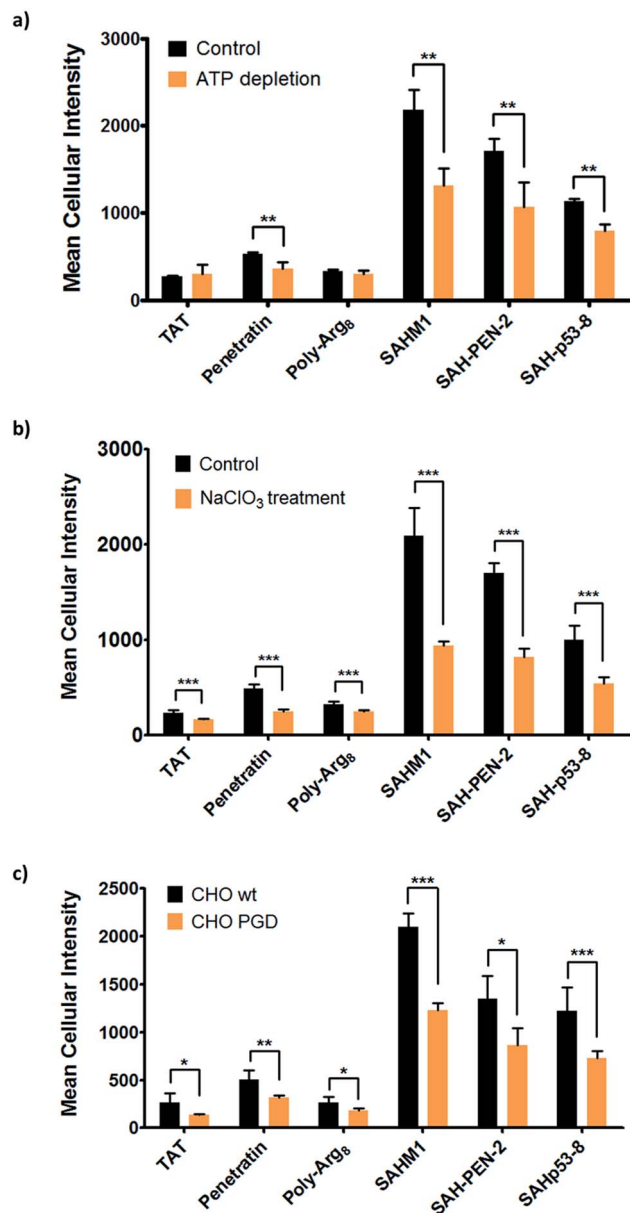 a)
3000
2000
1000
0
Mean Cellular Intensity
Control
ATP depletion
**
**
**
**
TAT
Penetratin
Poly-Arg₈
SAHM1
SAH-PEN-2
SAH-p53-8
b)
3000
2000
1000
0
Mean Cellular Intensity
Control
NaClO₃ treatment
***
***
***
***
***
***
TAT
Penetratin
Poly-Arg₈
SAHM1
SAH-PEN-2
SAH-p53-8
c)
2500
2000
1500
1000
500
0
Mean Cellular Intensity
CHO wt
CHO PGD
*
**
*
***
*
***
TAT
Penetratin
Poly-Arg₈
SAHM1
SAH-PEN-2
SAHp53-8